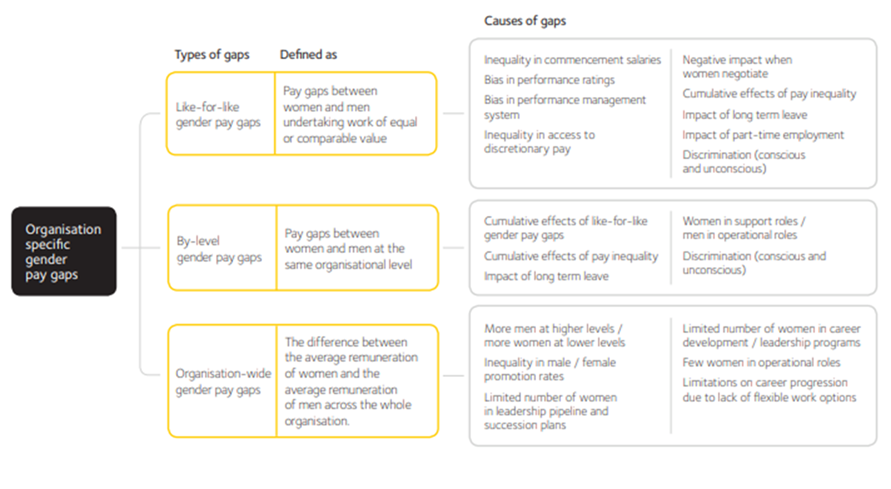 Causes of gaps
Types of gaps
Defined as
Organisation
specific
gender
pay gaps
Like-for-like
gender pay gaps
Pay gaps between
women and men
undertaking work of equal
or comparable value
Inequality in commencement salaries
Bias in performance ratings
Bias in performance management
system
Inequality in access to
discretionary pay
Negative impact when
women negotiate
Cumulative effects of pay inequality
Impact of long term leave
Impact of part-time employment
Discrimination (conscious
and unconscious)
By-level
gender pay gaps
Pay gaps between
women and men at the
same organisational level
Cumulative effects of like-for-like
gender pay gaps
Cumulative effects of pay inequality
Impact of long term leave
Women in support roles /
men in operational roles
Discrimination (conscious and
unconscious)
Organisation-wide
gender pay gaps
The difference between
the average remuneration
of women and the
average remuneration
of men across the whole
organisation.
More men at higher levels /
more women at lower levels
Inequality in male / female
promotion rates
Limited number of women
in leadership pipeline and
succession plans
Limited number of women in career
development / leadership programs
Few women in operational roles
Limitations on career progression
due to lack of flexible work options